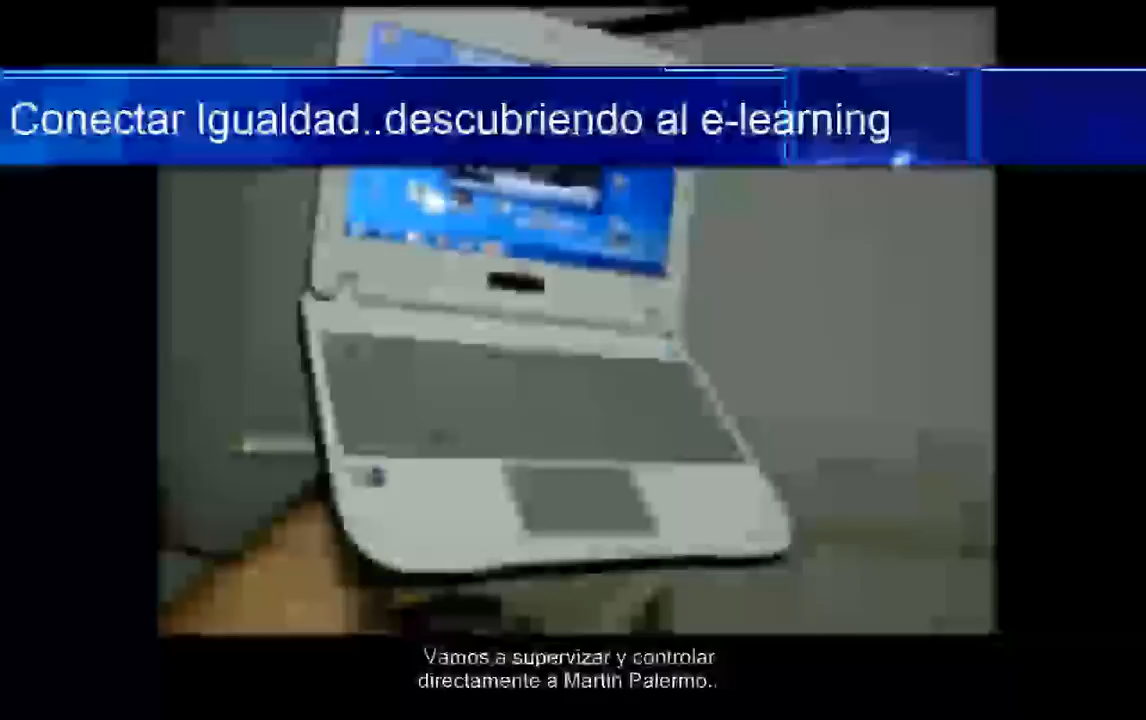 Conectar Igualdad..descubriendo al e-learning
Vamos a supervizar y controlar
directamente a Martin Palermo..